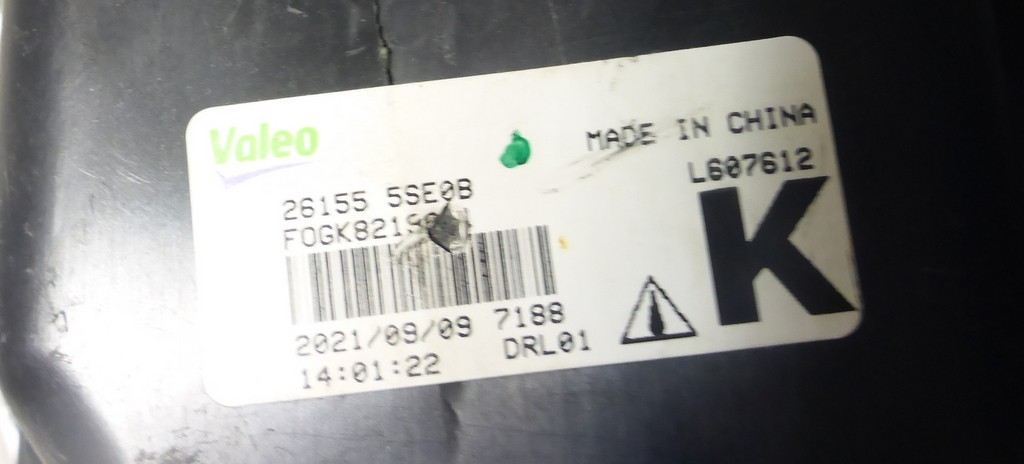 Valeo
MADE IN CHINA
L607612
26155 5SE0B
K
2021/09/09 7188
DRL01
14:01:22